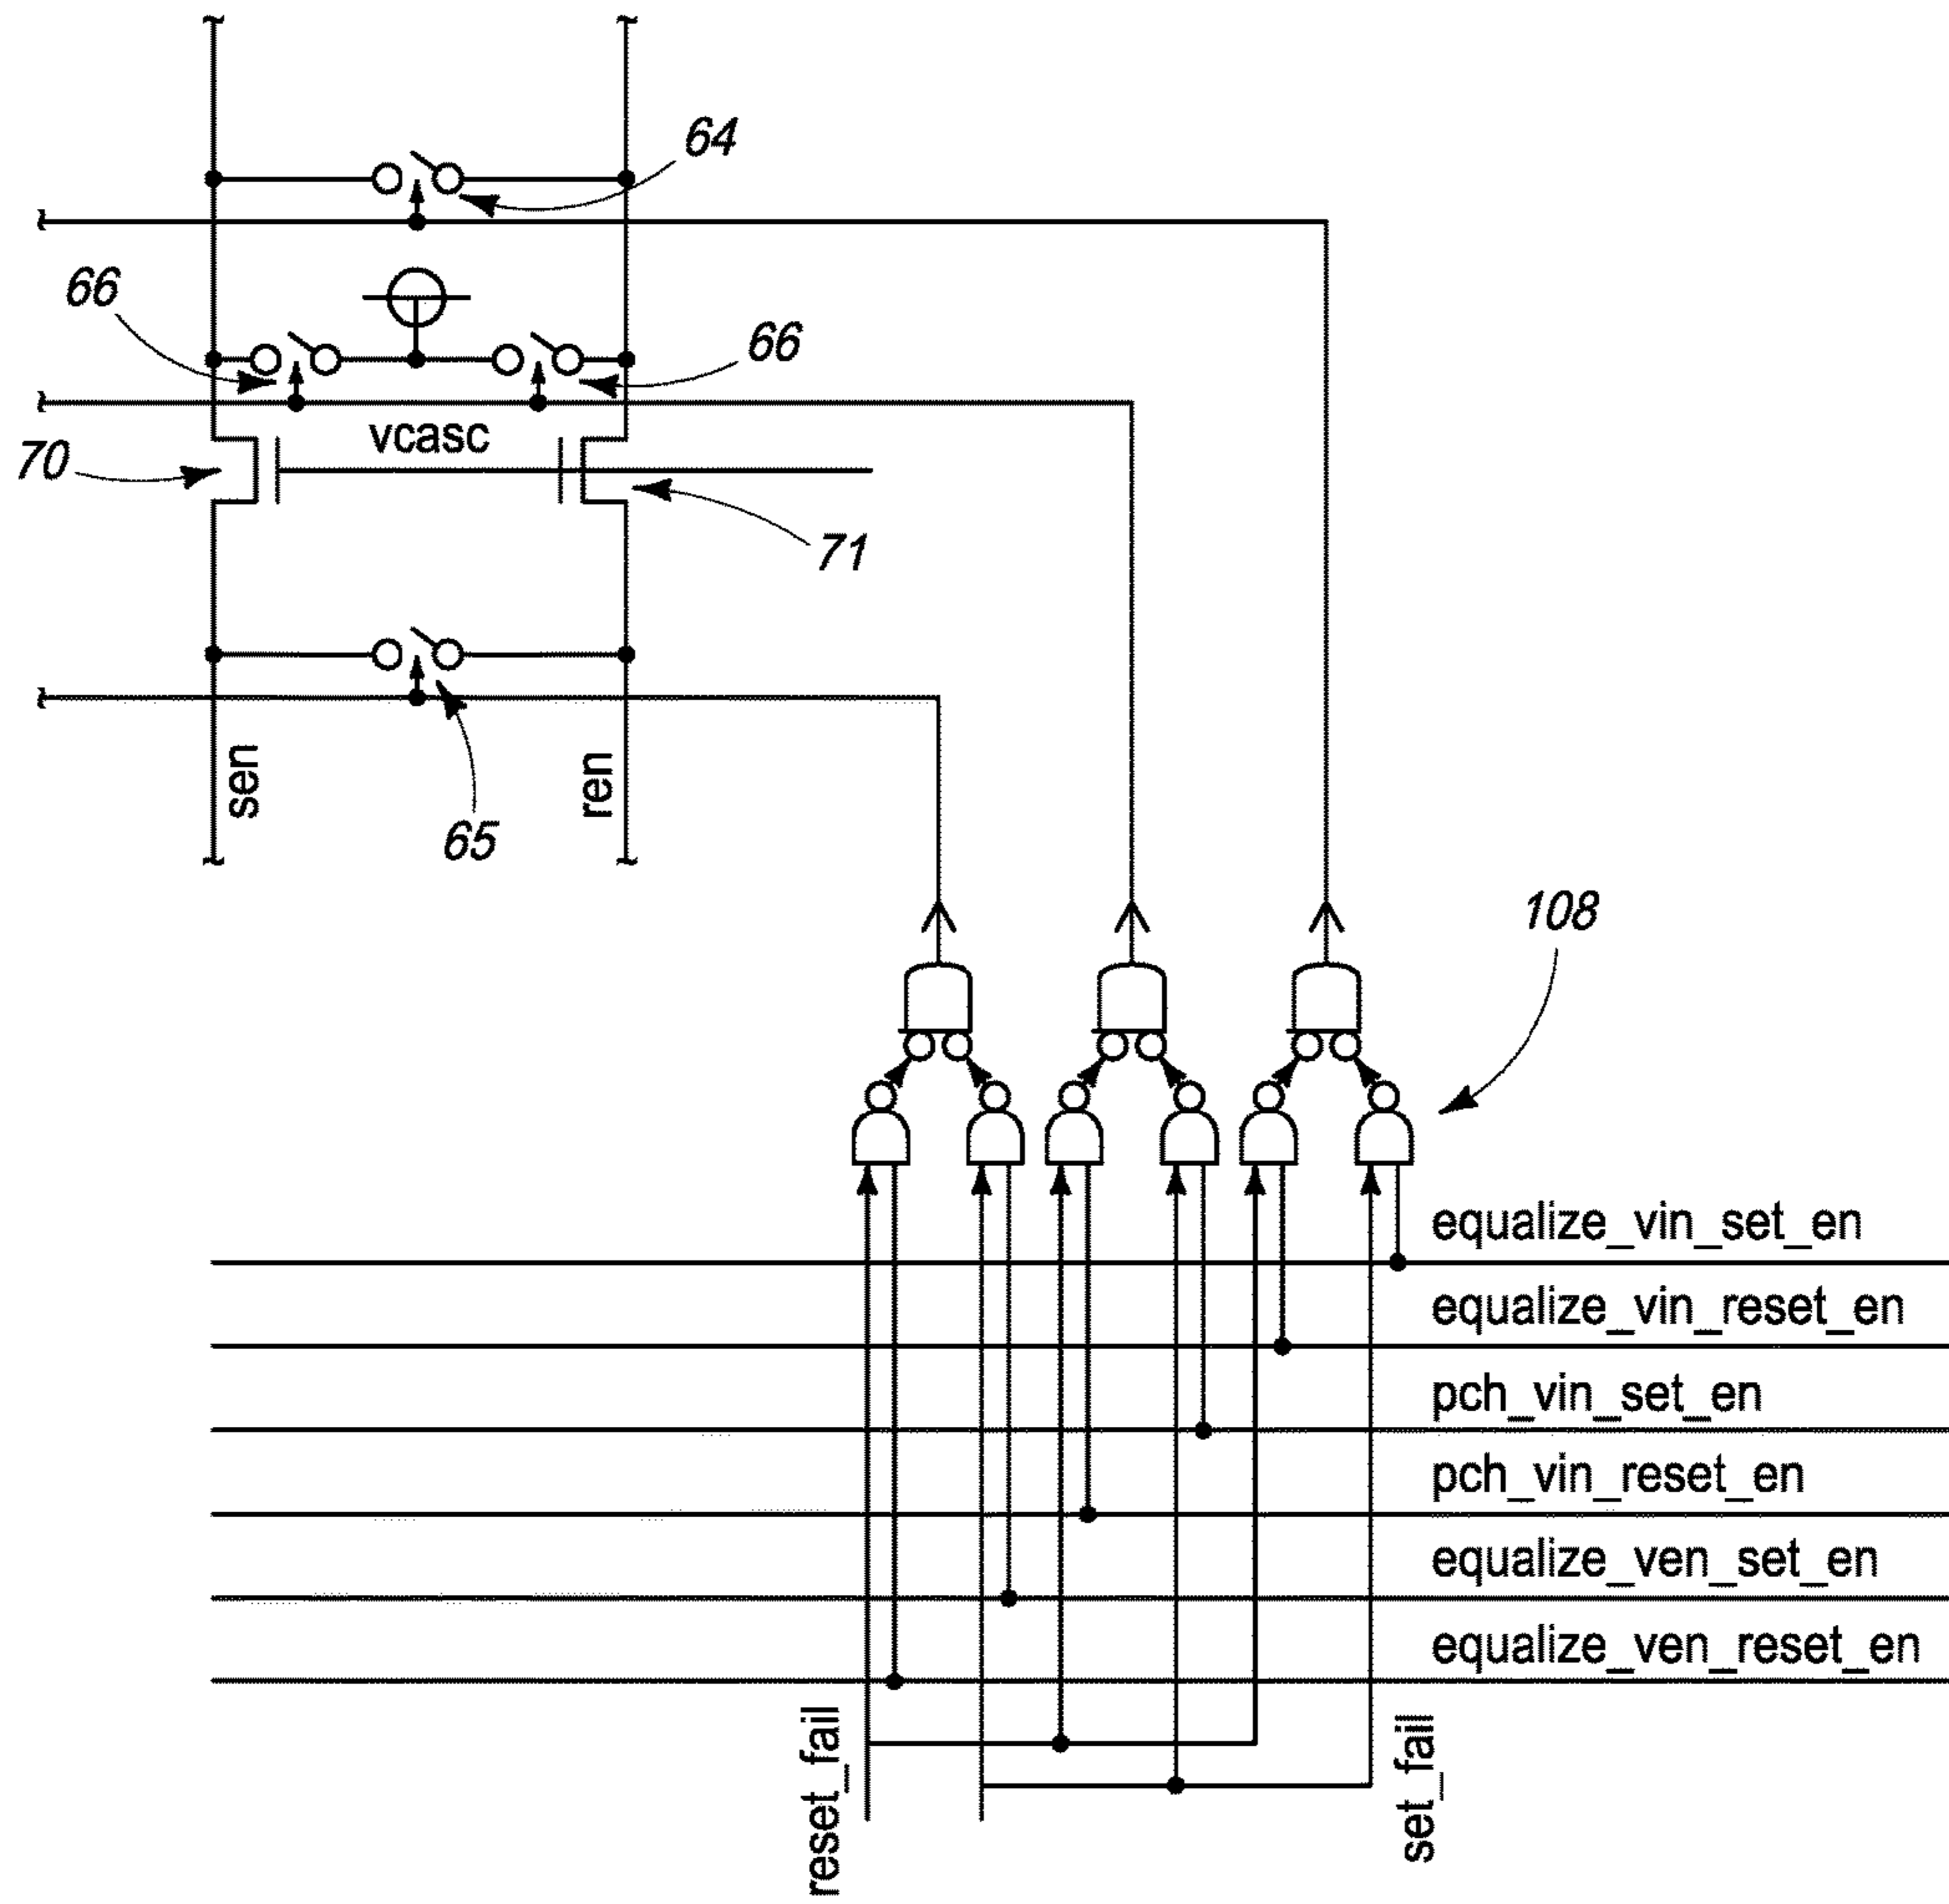 64
66
66
vcasc
70
71
sen
ren
65
108
equalize_vin_set_en
equalize_vin_reset_en
pch_vin_set_en
pch_vin_reset_en
equalize_ven_set_en
equalize_ven_reset_en
reset_fail
set_fail